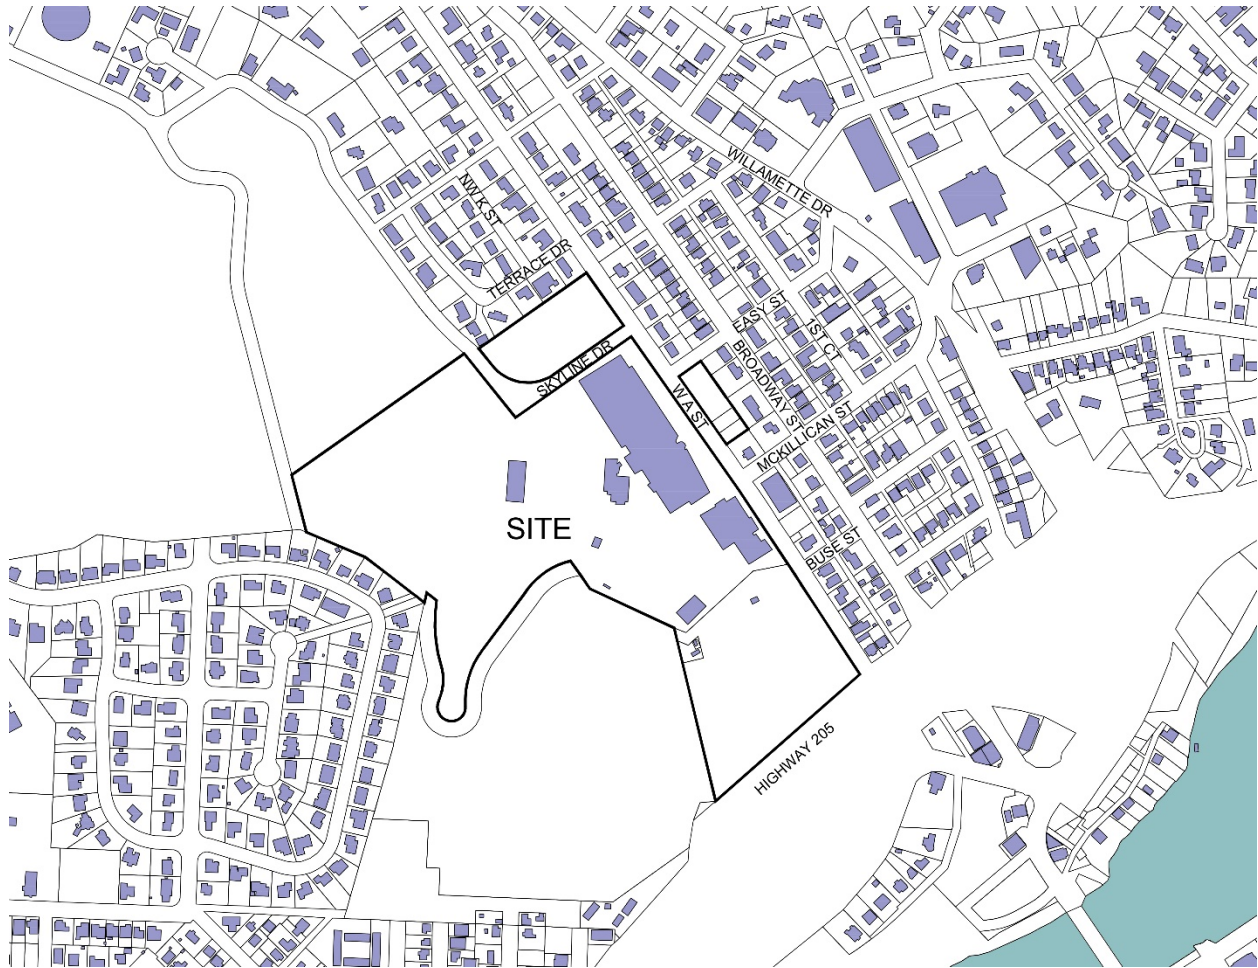 WILLAMETTE DR
NW K ST
TERRACE DR
EASY ST
1ST CT
SKYLINE DR
BROADWAY ST
W A ST
MCKILLICAN ST
SITE
BUSE ST
HIGHWAY 205